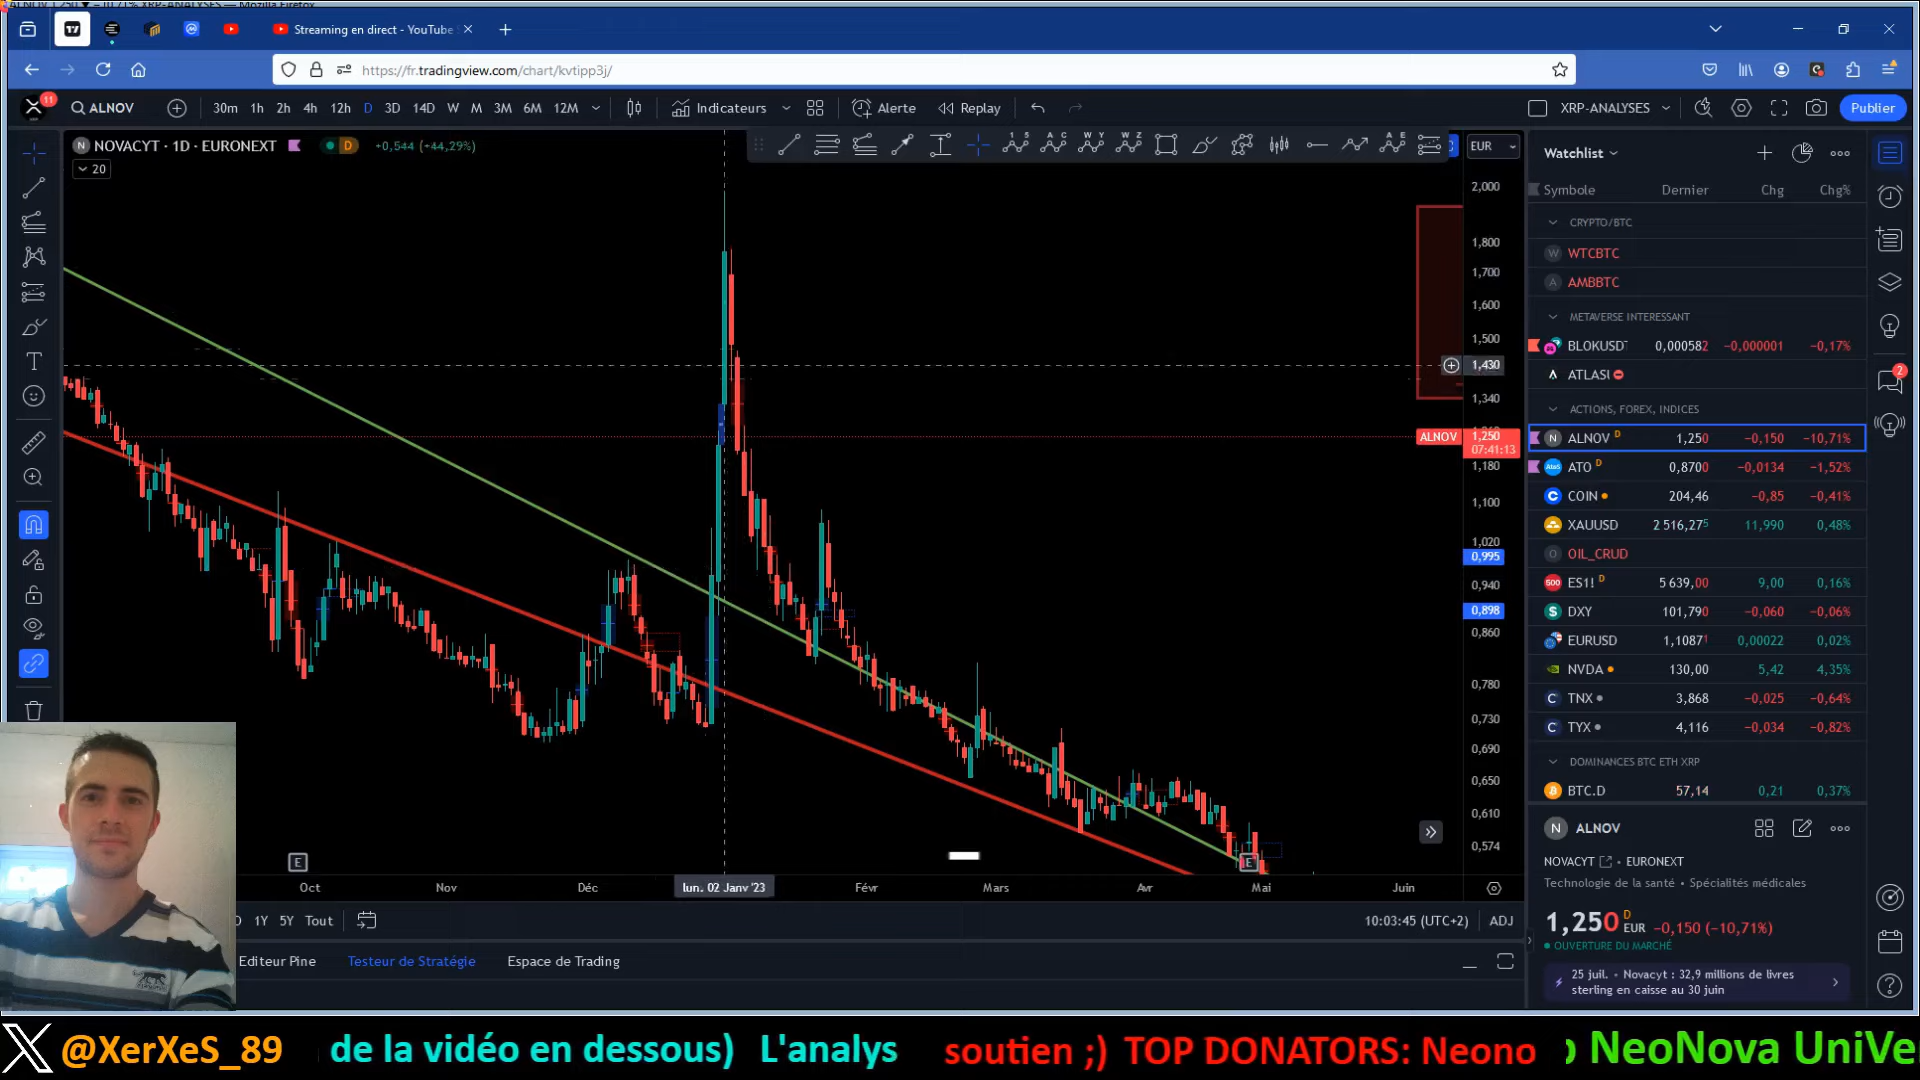 ALNOV 1,250 ▼ −10.71% XRP-ANALYSES — Mozilla Firefox
Streaming en direct - YouTube
https://fr.tradingview.com/chart/kvtipp3j/
11
ALNOV
30m 1h 2h 4h 12h D 3D 14D W M 3M 6M 12M
Indicateurs
Alerte
Replay
XRP-ANALYSES
Publier
NOVACYT · 1D · EURONEXT
D
+0,544 (+44,29%)
20
EUR
2,000
1,800
1,700
1,600
1,500
1,430
1,340
ALNOV 1,250
07:41:13
1,180
1,100
1,020
0,995
0,940
0,898
0,860
0,780
0,730
0,690
0,650
0,610
0,574
E
E
Oct Nov Déc lun. 02 Janv '23 Févr Mars Avr Mai Juin
1Y 5Y Tout
10:03:45 (UTC+2) ADJ
Editeur Pine Testeur de Stratégie Espace de Trading
Watchlist
Symbole Dernier Chg Chg%
CRYPTO/BTC
W WTCBTC
A AMBBTC
METAVERSE INTERESSANT
BLOKUSDT 0,000582 −0,000001 −0,17%
ATLASU
ACTIONS, FOREX, INDICES
N ALNOV D 1,250 −0,150 −10,71%
ATO D 0,8700 −0,0134 −1,52%
COIN 204,46 −0,85 −0,41%
XAUUSD 2 516,275 11,990 0,48%
OIL_CRUD
500 ES1! D 5 639,00 9,00 0,16%
DXY 101,790 −0,060 −0,06%
EURUSD 1,10871 0,00022 0,02%
NVDA 130,00 5,42 4,35%
TNX 3,868 −0,025 −0,64%
TYX 4,116 −0,034 −0,82%
DOMINANCES BTC ETH XRP
BTC.D 57,14 0,21 0,37%
2
N ALNOV
NOVACYT • EURONEXT
Technologie de la santé • Spécialités médicales
1,250 D EUR −0,150 (−10,71%)
OUVERTURE DU MARCHÉ
25 juil. • Novacyt : 32,9 millions de livres
sterling en caisse au 30 juin
@XerXeS_89
de la vidéo en dessous) L'analys
soutien ;) TOP DONATORS: Neono
NeoNova UniVe